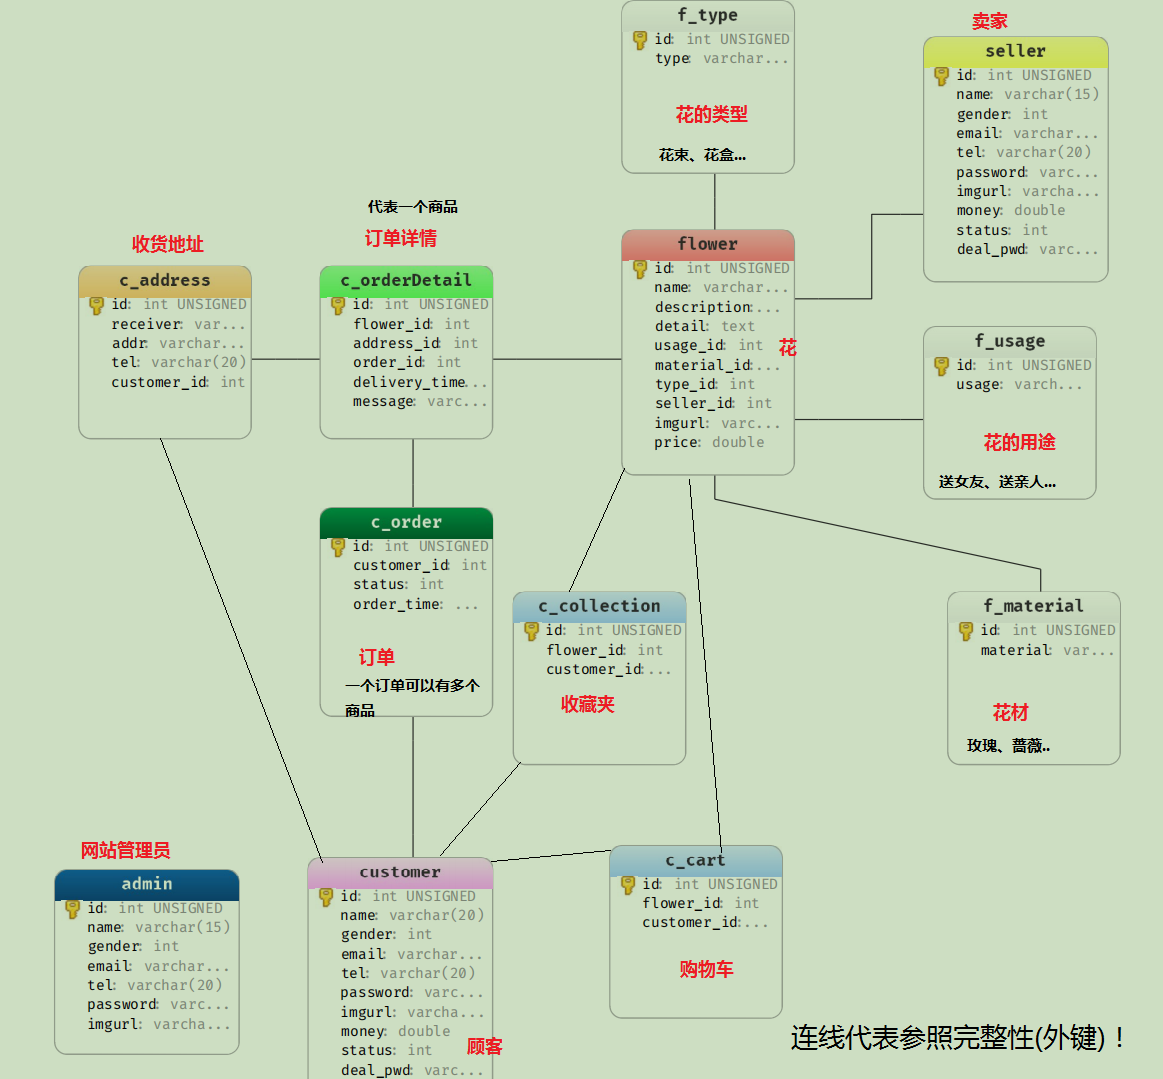 f_type
id: int UNSIGNED
type: varchar...
花的类型
花束、花盒...
卖家
seller
id: int UNSIGNED
name: varchar(15)
gender: int
email: varchar...
tel: varchar(20)
password: varc...
imgurl: varcha...
money: double
status: int
deal_pwd: varc...
收货地址
c_address
id: int UNSIGNED
receiver: var...
addr: varchar...
tel: varchar(20)
customer_id: int
代表一个商品
订单详情
c_orderDetail
id: int UNSIGNED
flower_id: int
address_id: int
order_id: int
delivery_time...
message: varc...
flower
id: int UNSIGNED
name: varchar...
description:...
detail: text
usage_id: int
material_id:...
type_id: int
seller_id: int
imgurl: varc...
price: double
花
f_usage
id: int UNSIGNED
usage: varch...
花的用途
送女友、送亲人...
c_order
id: int UNSIGNED
customer_id: int
status: int
order_time: ...
订单
一个订单可以有多个
商品
c_collection
id: int UNSIGNED
flower_id: int
customer_id:...
收藏夹
f_material
id: int UNSIGNED
material: var...
花材
玫瑰、蔷薇..
网站管理员
admin
id: int UNSIGNED
name: varchar(15)
gender: int
email: varchar...
tel: varchar(20)
password: varc...
imgurl: varcha...
customer
id: int UNSIGNED
name: varchar(20)
gender: int
email: varchar...
tel: varchar(20)
password: varc...
imgurl: varcha...
money: double
status: int
deal_pwd: varc...
顾客
c_cart
id: int UNSIGNED
flower_id: int
customer_id:...
购物车
连线代表参照完整性(外键)！